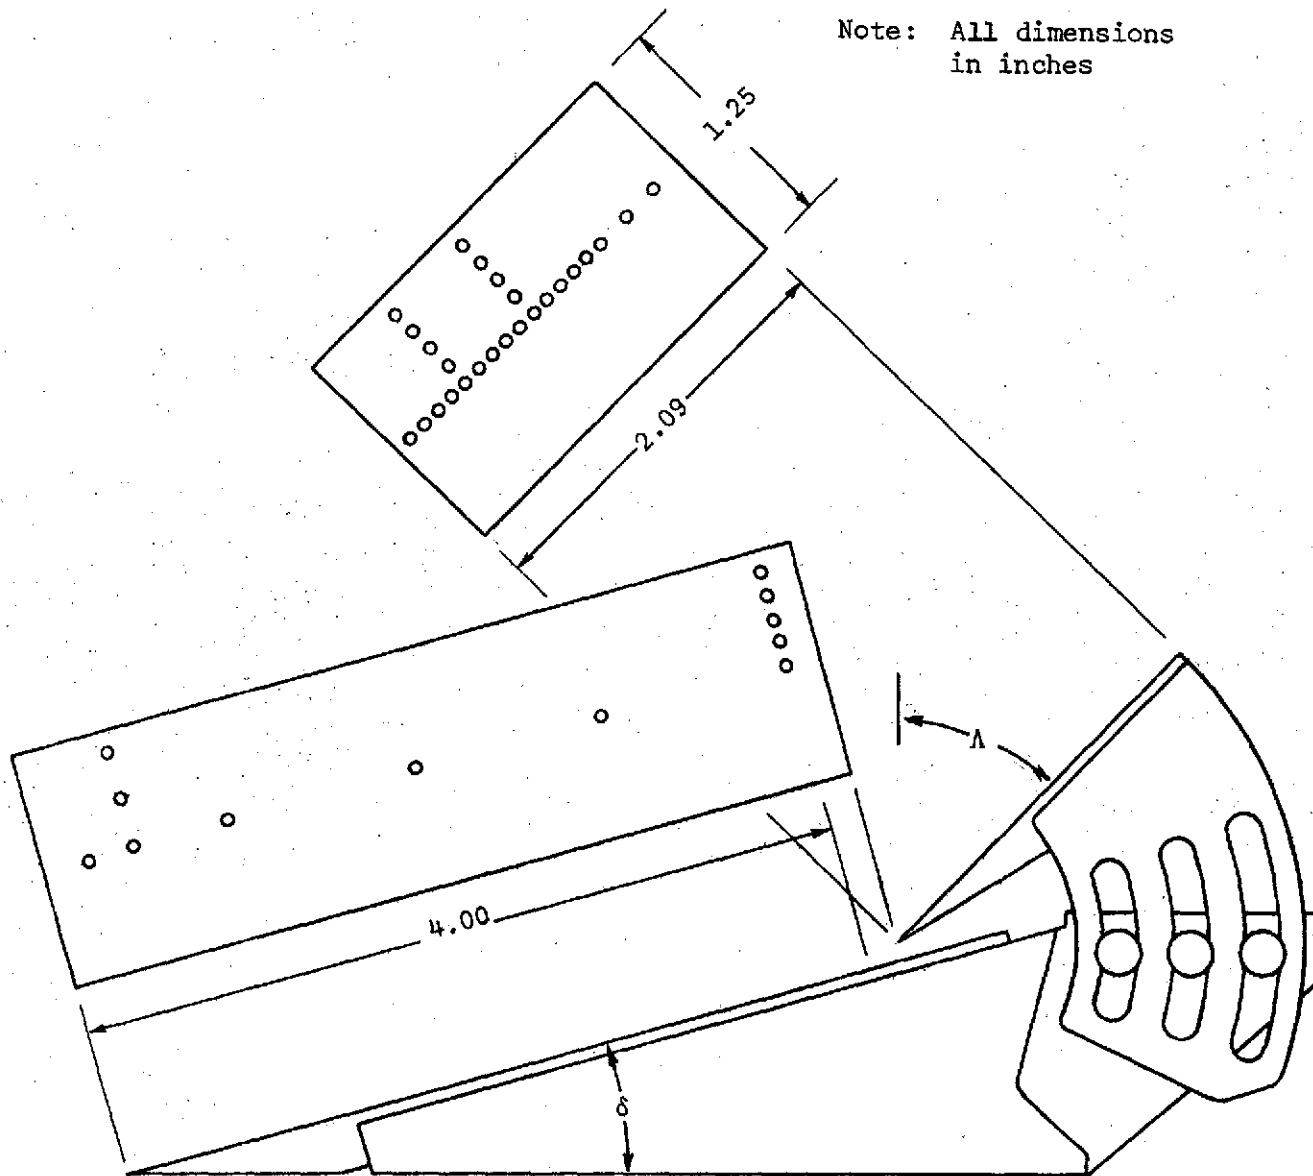 Note: All dimensions
in inches
1.25
2.09
Λ
4.00
δ